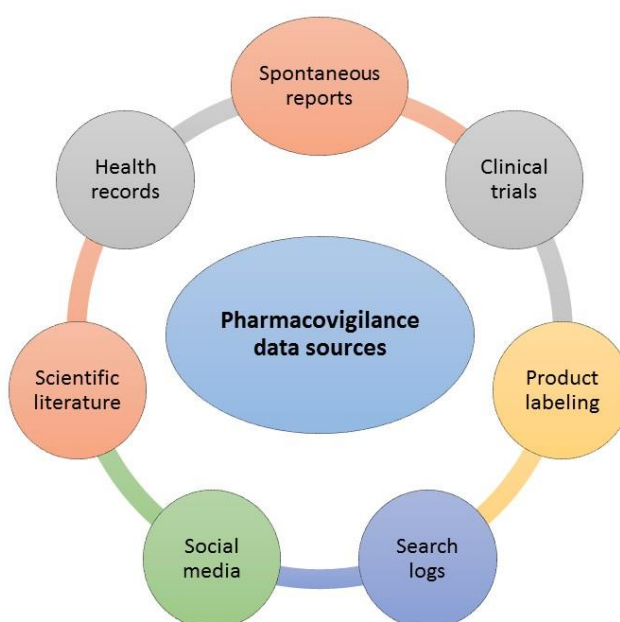 Spontaneous
reports
Clinical
trials
Product
labeling
Search
logs
Social
media
Scientific
literature
Health
records
Pharmacovigilance
data sources